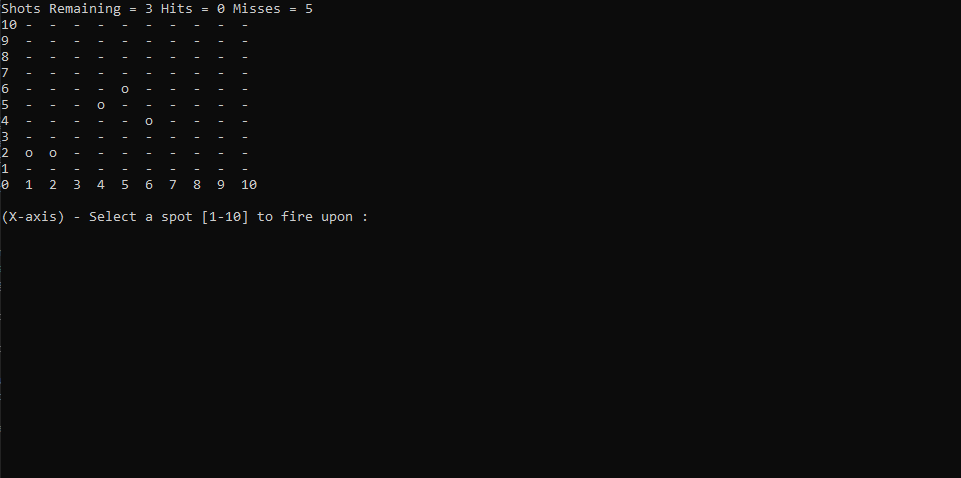 Shots Remaining = 3 Hits = 0 Misses = 5
10 -  -  -  -  -  -  -  -  -  -
9  -  -  -  -  -  -  -  -  -  -
8  -  -  -  -  -  -  -  -  -  -
7  -  -  -  -  -  -  -  -  -  -
6  -  -  -  -  o  -  -  -  -  -
5  -  -  -  o  -  -  -  -  -  -
4  -  -  -  -  -  o  -  -  -  -
3  -  -  -  -  -  -  -  -  -  -
2  o  o  -  -  -  -  -  -  -  -
1  -  -  -  -  -  -  -  -  -  -
0  1  2  3  4  5  6  7  8  9  10
(X-axis) - Select a spot [1-10] to fire upon :